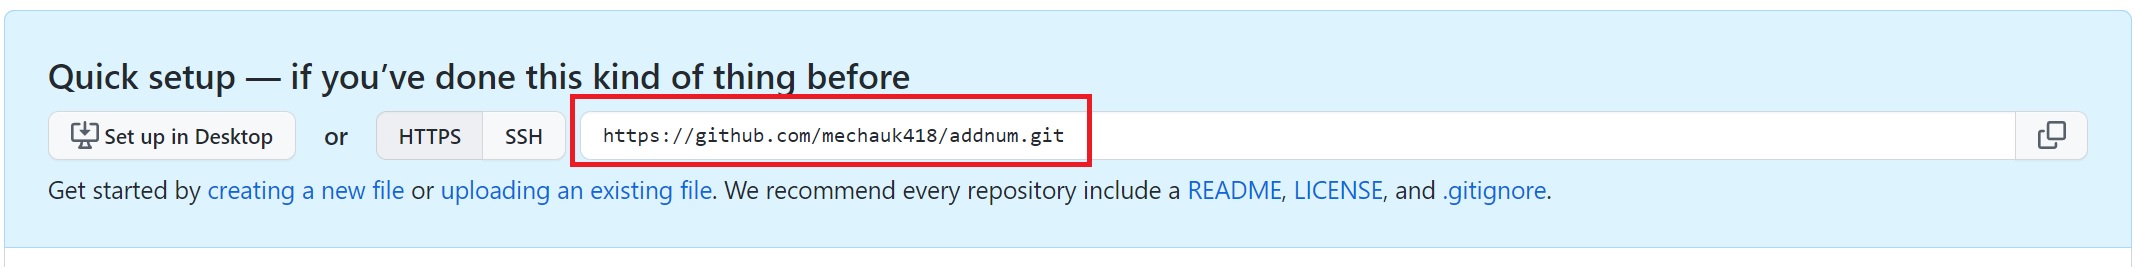 Quick setup — if you’ve done this kind of thing before
Set up in Desktop or HTTPS SSH https://github.com/mechauk418/addnum.git
Get started by creating a new file or uploading an existing file. We recommend every repository include a README, LICENSE, and .gitignore.